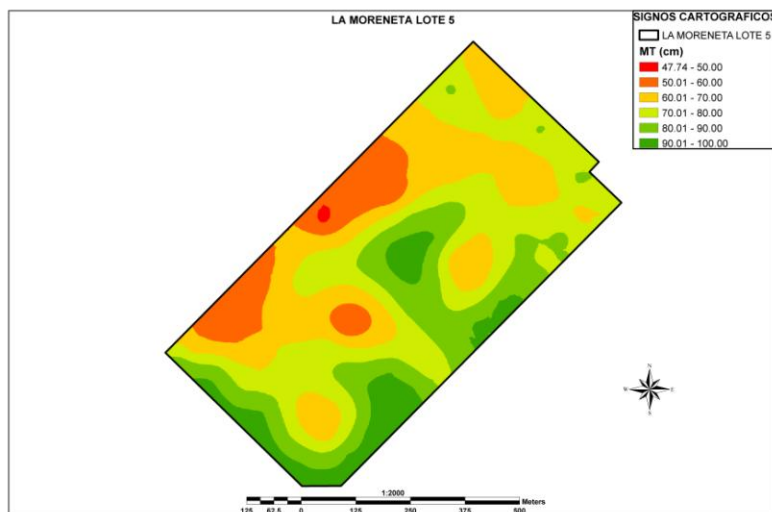 LA MORENETA LOTE 5
SIGNOS CARTOGRAFICOS
LA MORENETA LOTE 5
MT (cm)
47.74 - 50.00
50.01 - 60.00
60.01 - 70.00
70.01 - 80.00
80.01 - 90.00
90.01 - 100.00
N
W E
S
1:2000
125 62.5 0 125 250 375 500
Meters